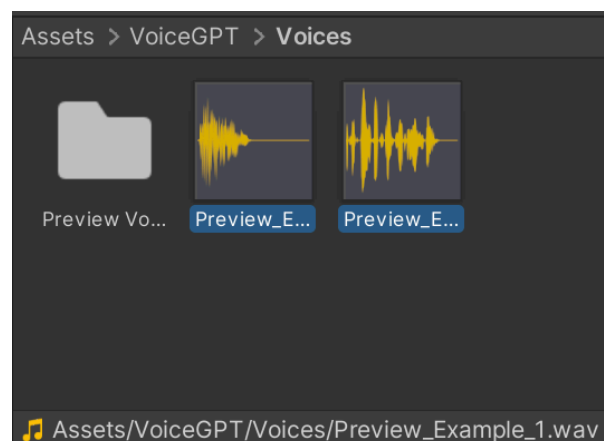 Assets > VoiceGPT > Voices
Preview Vo...
Preview_E...
Preview_E...
Assets/VoiceGPT/Voices/Preview_Example_1.wav